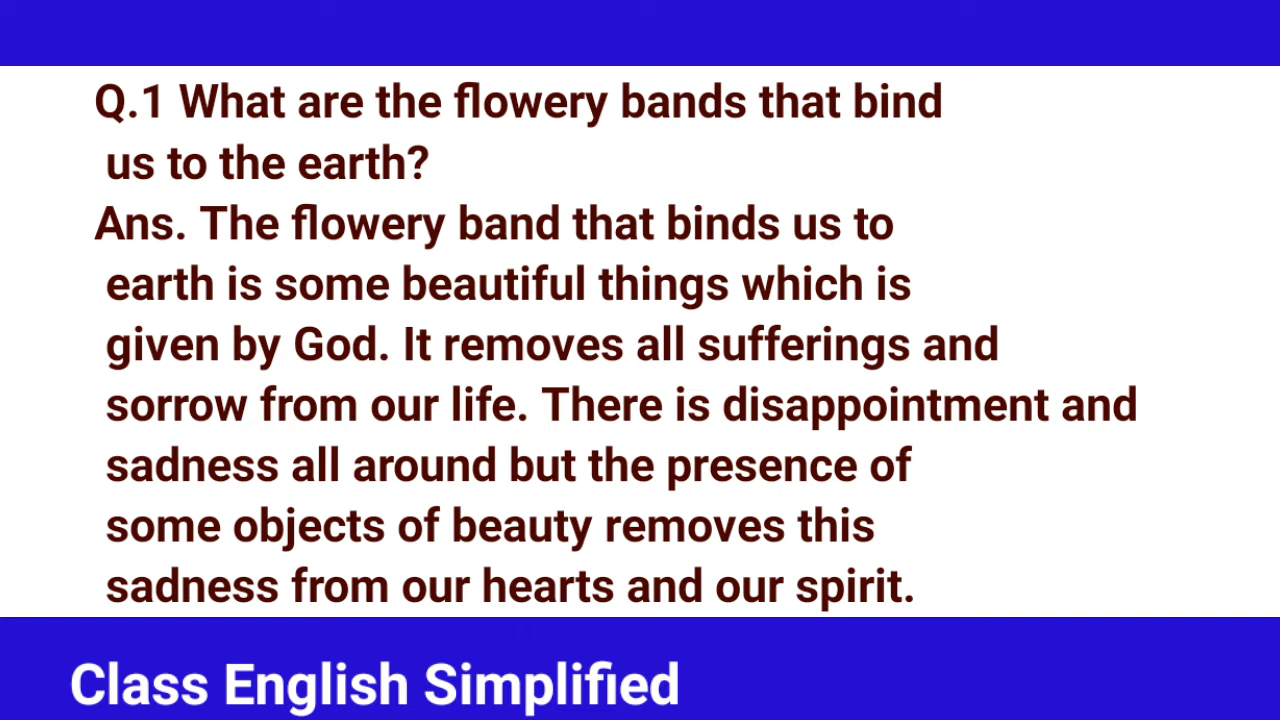 Q.1 What are the flowery bands that bind
us to the earth?
Ans. The flowery band that binds us to
earth is some beautiful things which is
given by God. It removes all sufferings and
sorrow from our life. There is disappointment and
sadness all around but the presence of
some objects of beauty removes this
sadness from our hearts and our spirit.
Class English Simplified